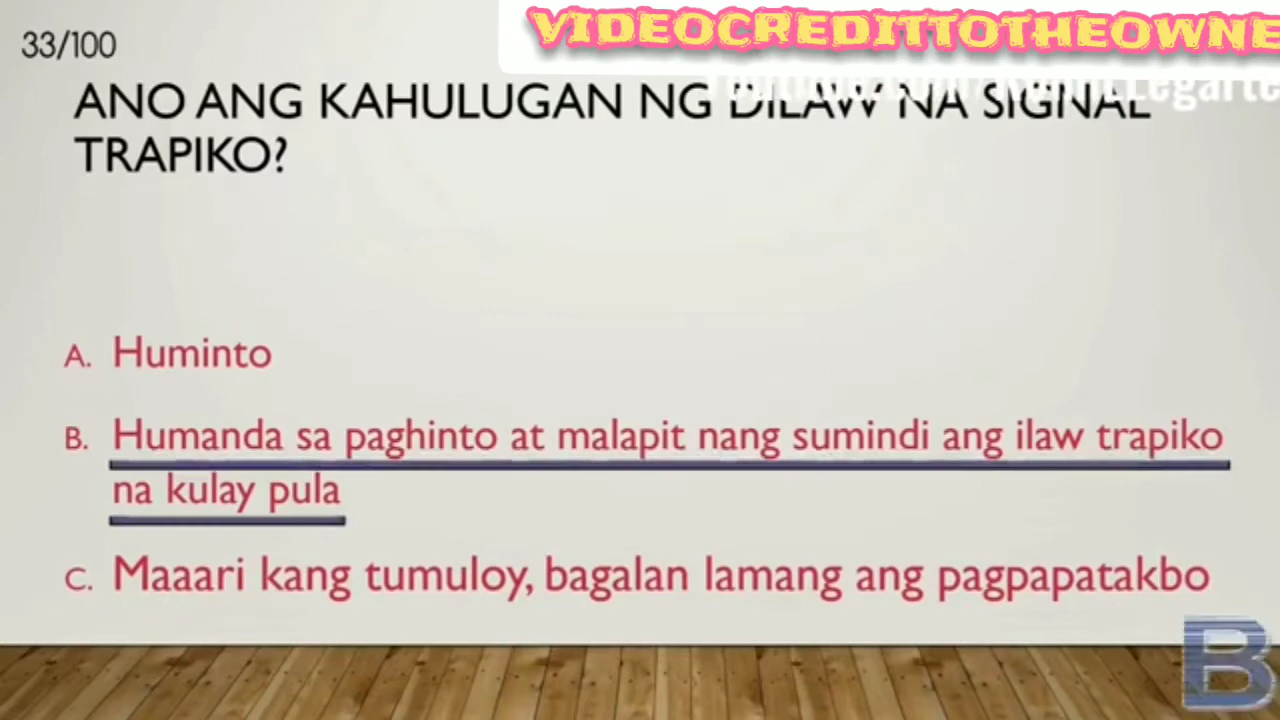 33/100
VIDEOCREDITTOTHEOWNE
ANO ANG KAHULUGAN NG DILAW NA SIGNAL
TRAPIKO?
A. Huminto
B. Humanda sa paghinto at malapit nang sumindi ang ilaw trapiko
na kulay pula
C. Maaari kang tumuloy, bagalan lamang ang pagpapatakbo
B